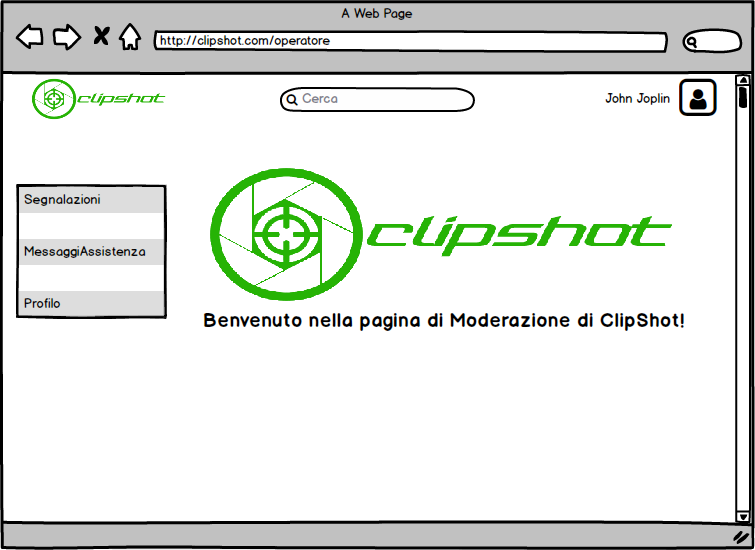 A Web Page
http://clipshot.com/operatore
clipshot
Cerca
John Joplin
Segnalazioni
MessaggiAssistenza
Profilo
clipshot
Benvenuto nella pagina di Moderazione di ClipShot!